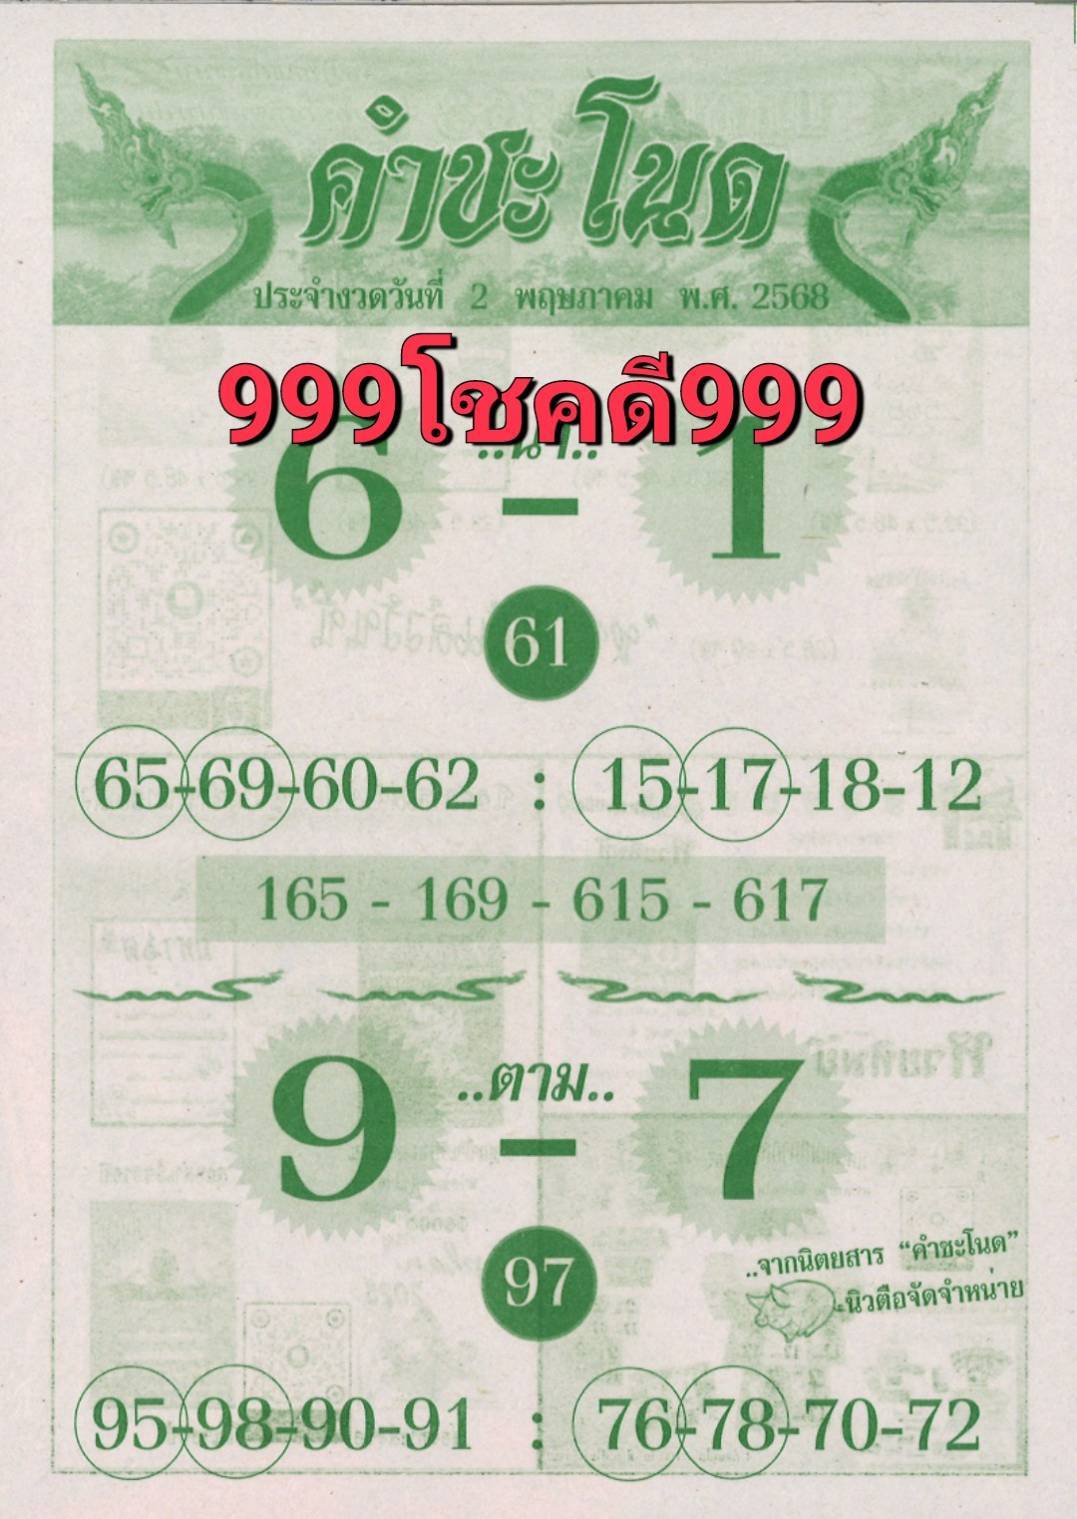 คำชะโนด
ประจำงวดวันที่ 2 พฤษภาคม พ.ศ. 2568
999โชคดี999
..นำ..
6 - 1
61
65-69-60-62 : 15-17-18-12
165 - 169 - 615 - 617
..ตาม..
9 - 7
97
..จากนิตยสาร "คำชะโนด"
นิวตือจัดจำหน่าย
95-98-90-91 : 76-78-70-72